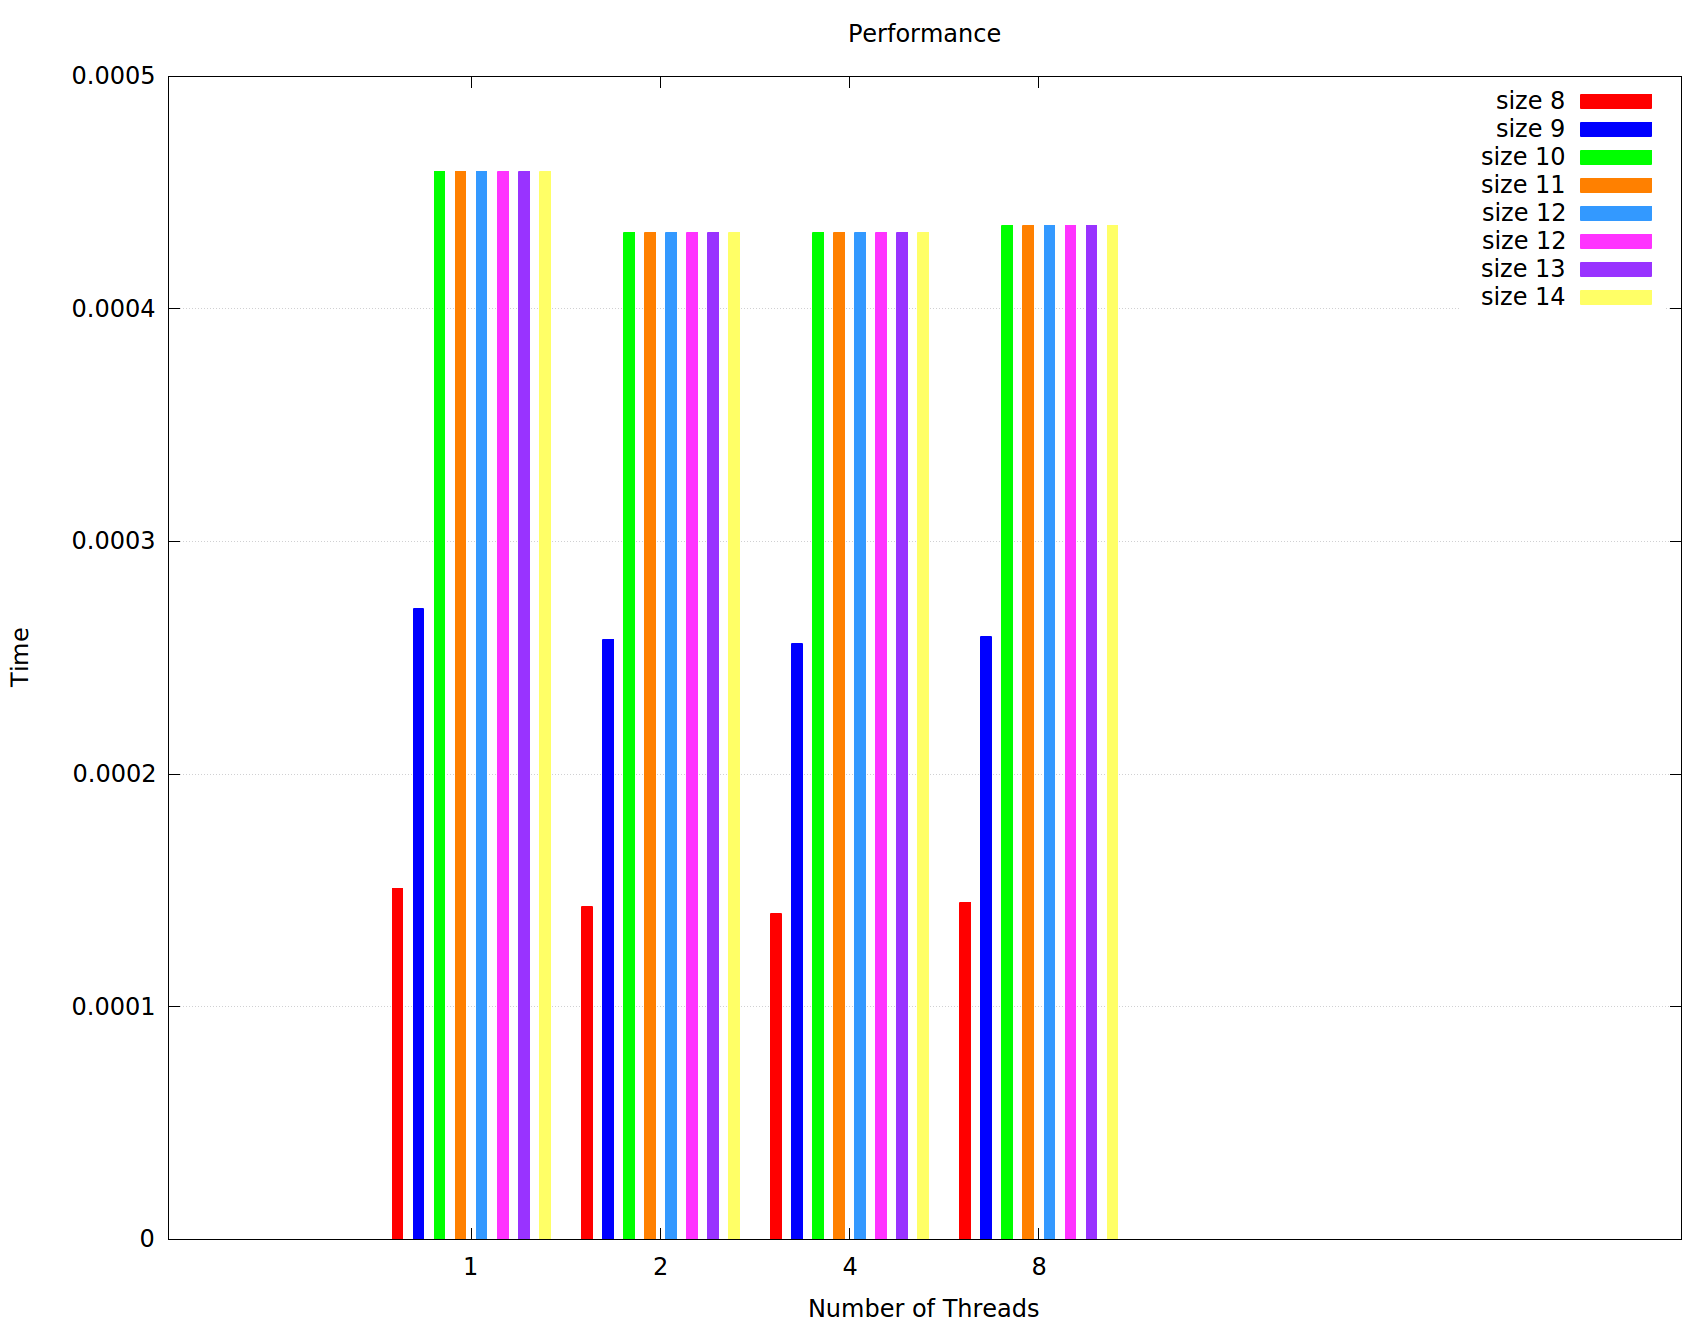 Performance
0.0005
0.0004
0.0003
0.0002
0.0001
0
Time
1 2 4 8
Number of Threads
size 8
size 9
size 10
size 11
size 12
size 12
size 13
size 14